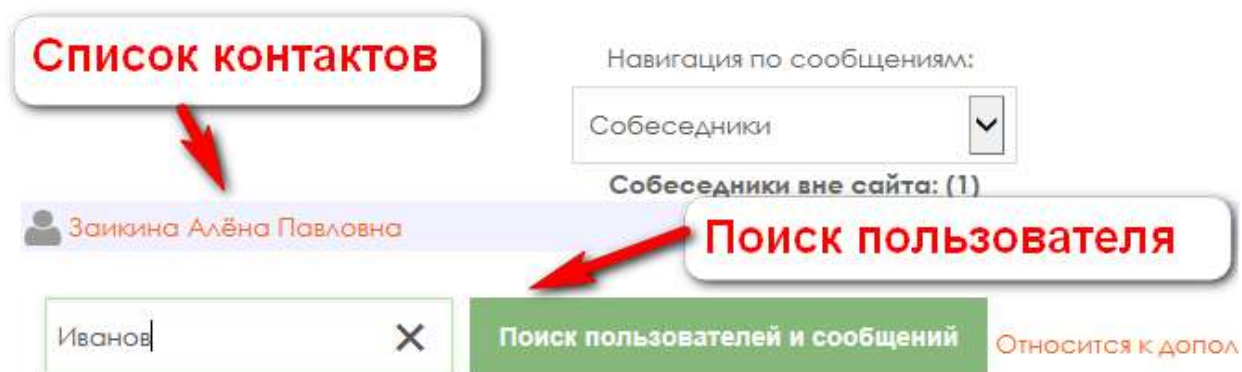 Список контактов
Навигация по сообщениям:
Собеседники
Собеседники вне сайта: (1)
Заикина Алёна Павловна
Поиск пользователя
Иванов
Поиск пользователей и сообщений
Относится к допол